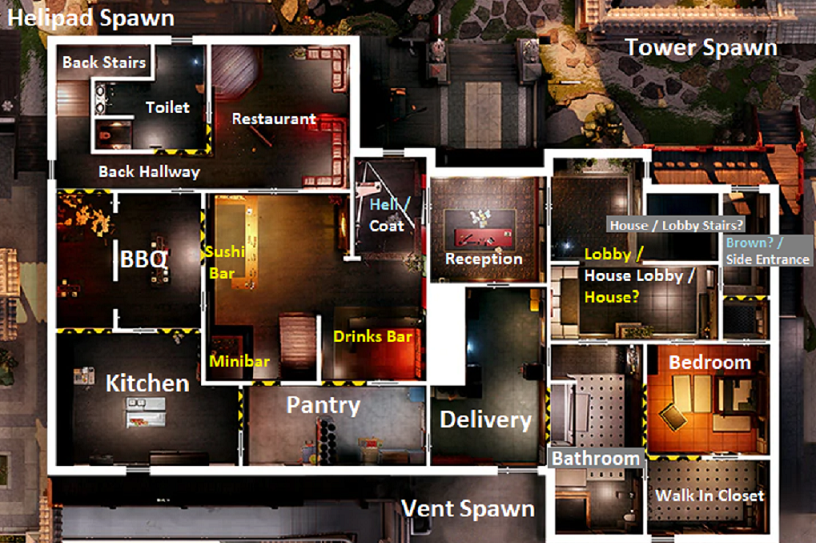 Helipad Spawn
Tower Spawn
Back Stairs
Toilet
Restaurant
Back Hallway
Hell /
Coat
House / Lobby Stairs?
Brown? /
Side Entrance
BBQ
Sushi
Bar
Reception
Lobby /
House Lobby /
House?
Drinks Bar
Minibar
Kitchen
Bedroom
Pantry
Delivery
Bathroom
Walk In Closet
Vent Spawn